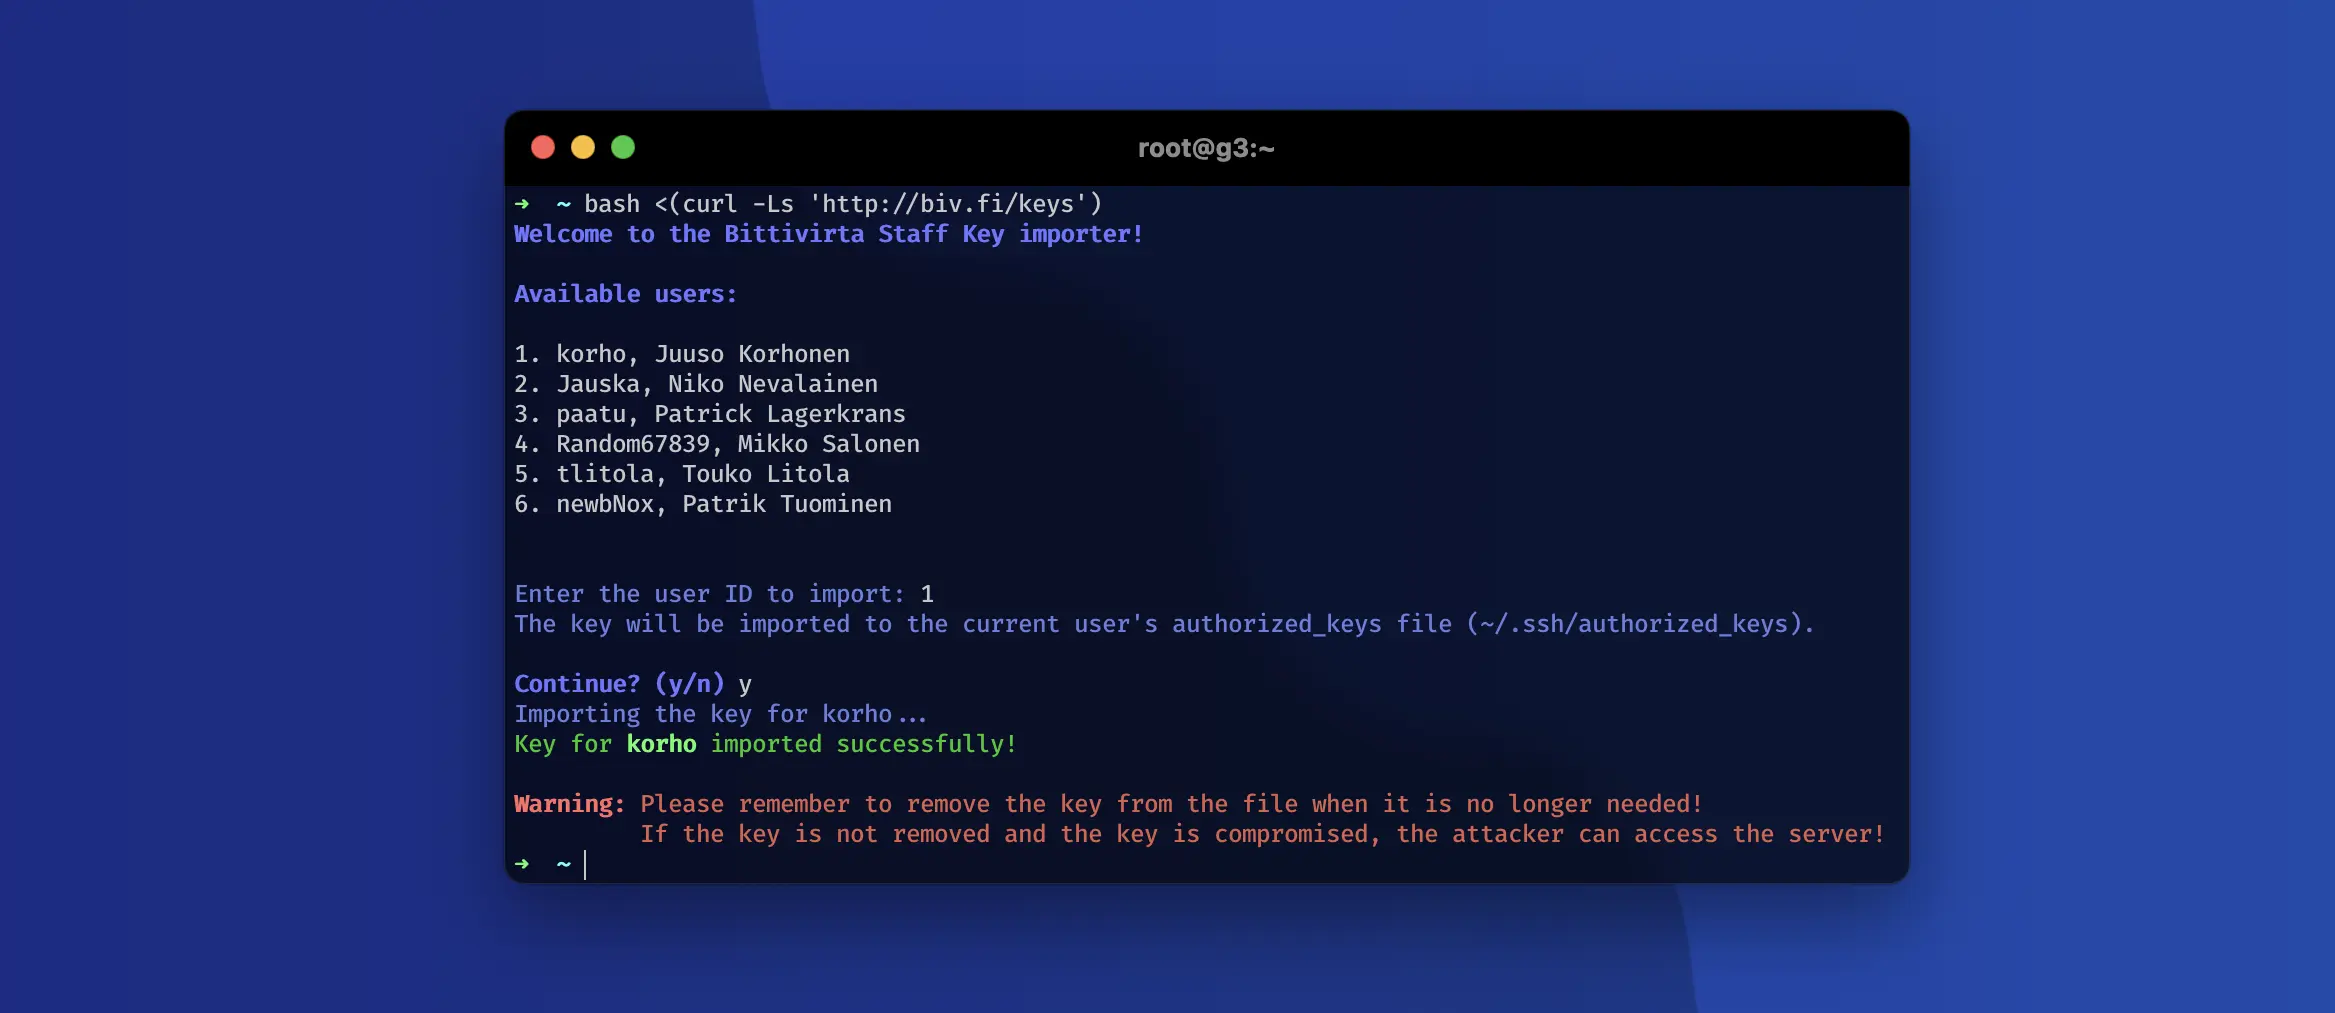 root@g3:~
➜ ~ bash <(curl -Ls 'http://biv.fi/keys')
Welcome to the Bittivirta Staff Key importer!
Available users:
1. korho, Juuso Korhonen
2. Jauska, Niko Nevalainen
3. paatu, Patrick Lagerkrans
4. Random67839, Mikko Salonen
5. tlitola, Touko Litola
6. newbNox, Patrik Tuominen
Enter the user ID to import: 1
The key will be imported to the current user's authorized_keys file (~/.ssh/authorized_keys).
Continue? (y/n) y
Importing the key for korho...
Key for korho imported successfully!
Warning: Please remember to remove the key from the file when it is no longer needed!
If the key is not removed and the key is compromised, the attacker can access the server!
➜ ~